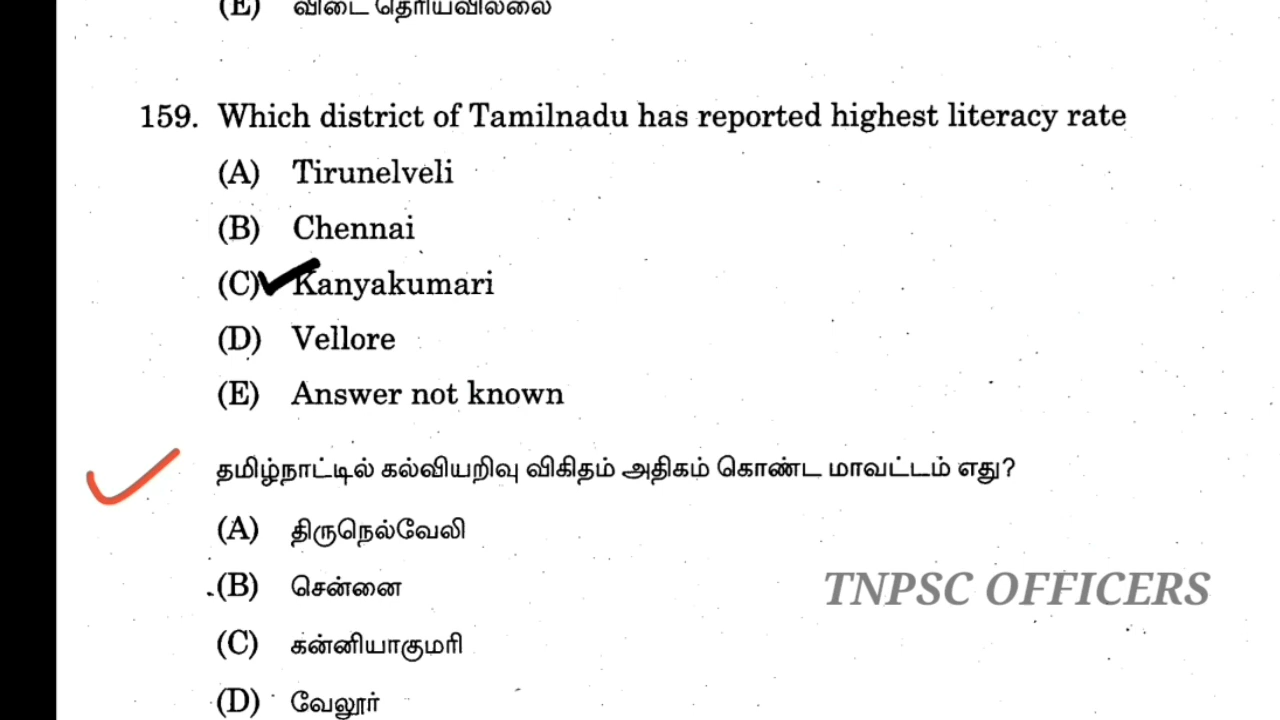 (E) விடை தெரியவில்லை
159. Which district of Tamilnadu has reported highest literacy rate
(A) Tirunelveli
(B) Chennai
(C) Kanyakumari
(D) Vellore
(E) Answer not known
தமிழ்நாட்டில் கல்வியறிவு விகிதம் அதிகம் கொண்ட மாவட்டம் எது?
(A) திருநெல்வேலி
(B) சென்னை
TNPSC OFFICERS
(C) கன்னியாகுமரி
(D) வேலூர்